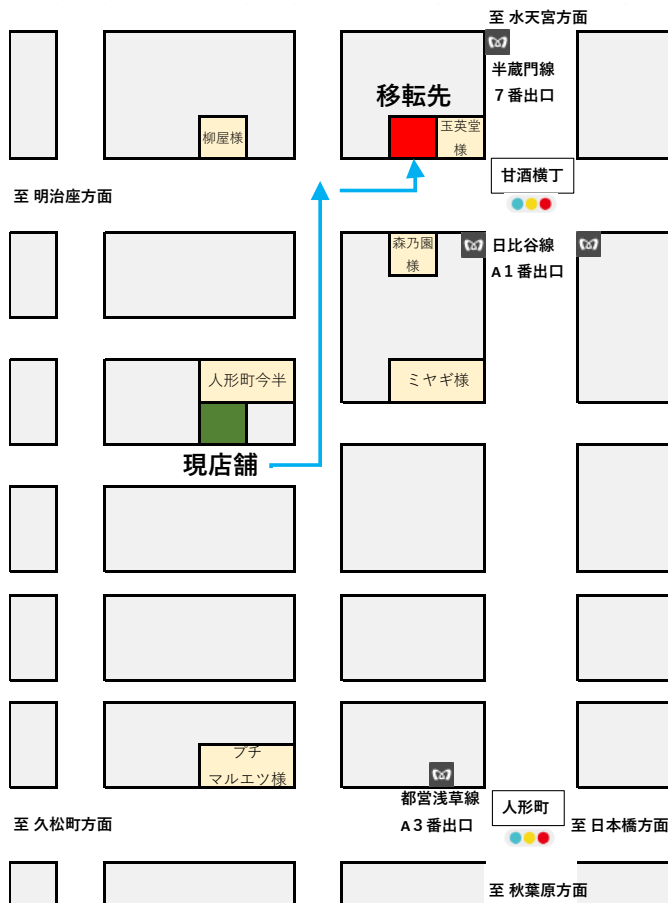 至 水天宮方面
半蔵門線
７番出口
移転先
玉英堂
様
柳屋様
甘酒横丁
至 明治座方面
森乃園
様
日比谷線
A１番出口
人形町今半
ミヤギ様
現店舗
プチ
マルエツ様
都営浅草線
A３番出口
人形町
至 久松町方面
至 日本橋方面
至 秋葉原方面